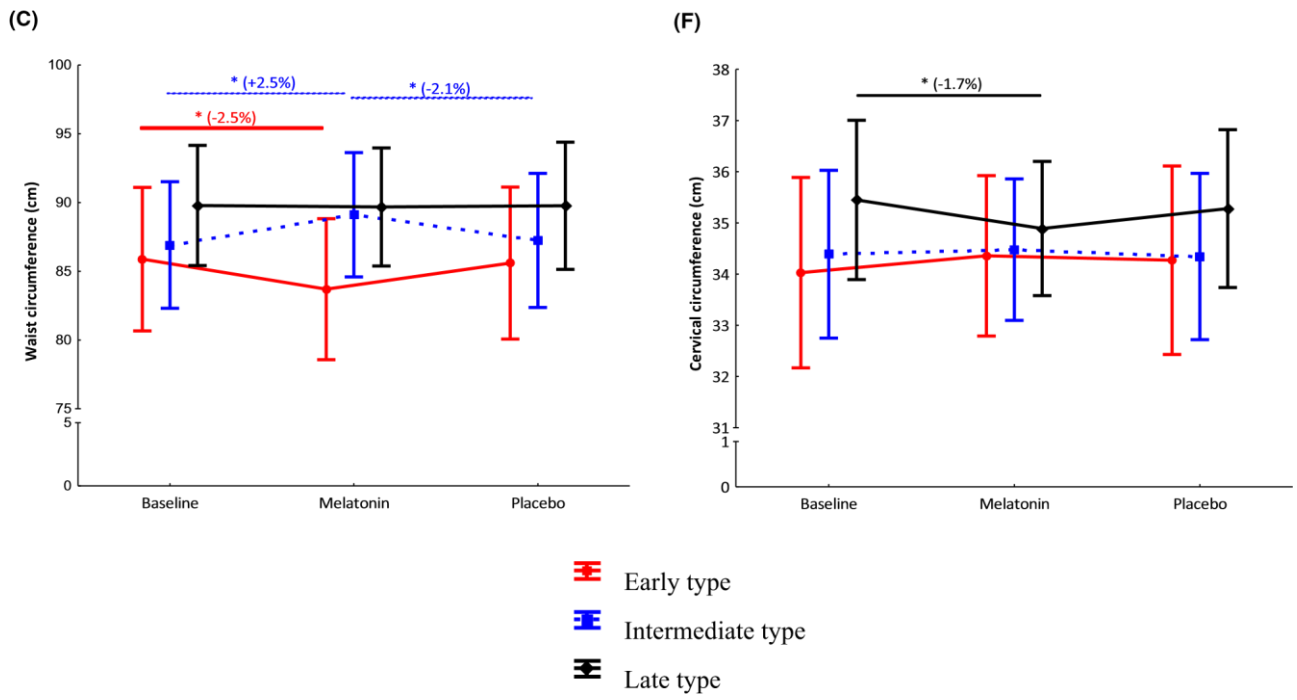 (C)
Waist circumference (cm)
100
95
90
85
80
75
5
0
* (+2.5%)
* (-2.1%)
* (-2.5%)
Baseline
Melatonin
Placebo
(F)
Cervical circumference (cm)
38
37
36
35
34
33
32
31
1
0
* (-1.7%)
Baseline
Melatonin
Placebo
Early type
Intermediate type
Late type